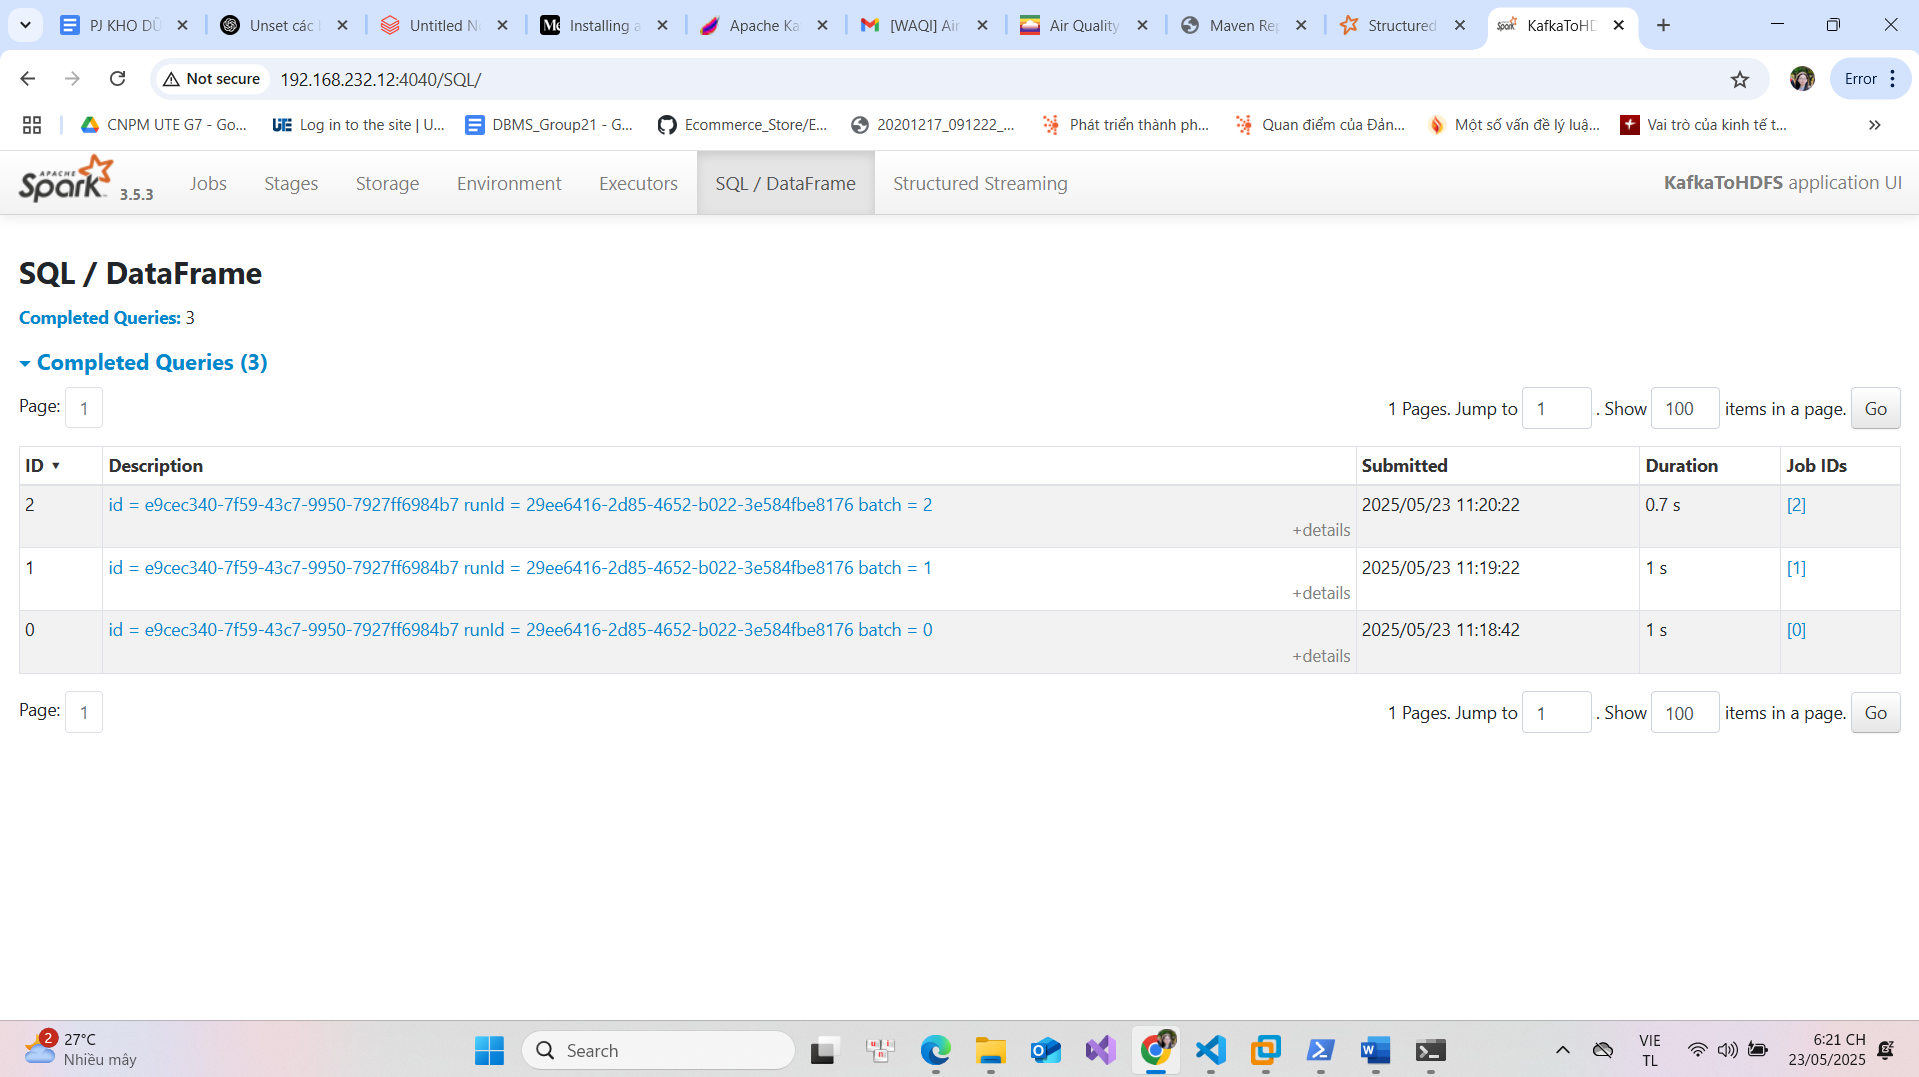 PJ KHO DŨ
Unset các b
Untitled No
Installing a
Apache Kaf
[WAQI] Air
Air Quality
Maven Rep
Structured
KafkaToHD
Not secure
192.168.232.12:4040/SQL/
Error
CNPM UTE G7 - Go...
Log in to the site | U...
DBMS_Group21 - G...
Ecommerce_Store/E...
20201217_091222_...
Phát triển thành ph...
Quan điểm của Đản...
Một số vấn đề lý luậ...
Vai trò của kinh tế t...
APACHE
Spark 3.5.3
Jobs
Stages
Storage
Environment
Executors
SQL / DataFrame
Structured Streaming
KafkaToHDFS application UI
SQL / DataFrame
Completed Queries: 3
Completed Queries (3)
Page: 1
1 Pages. Jump to 1 . Show 100 items in a page. Go
ID Description Submitted Duration Job IDs
2 id = e9cec340-7f59-43c7-9950-7927ff6984b7 runId = 29ee6416-2d85-4652-b022-3e584fbe8176 batch = 2 2025/05/23 11:20:22 0.7 s [2]
+details
1 id = e9cec340-7f59-43c7-9950-7927ff6984b7 runId = 29ee6416-2d85-4652-b022-3e584fbe8176 batch = 1 2025/05/23 11:19:22 1 s [1]
+details
0 id = e9cec340-7f59-43c7-9950-7927ff6984b7 runId = 29ee6416-2d85-4652-b022-3e584fbe8176 batch = 0 2025/05/23 11:18:42 1 s [0]
+details
Page: 1
1 Pages. Jump to 1 . Show 100 items in a page. Go
2
27°C
Nhiều mây
Search
VIE
TL
6:21 CH
23/05/2025